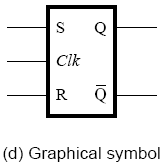 S Q
Clk
R Q̅
(d) Graphical symbol